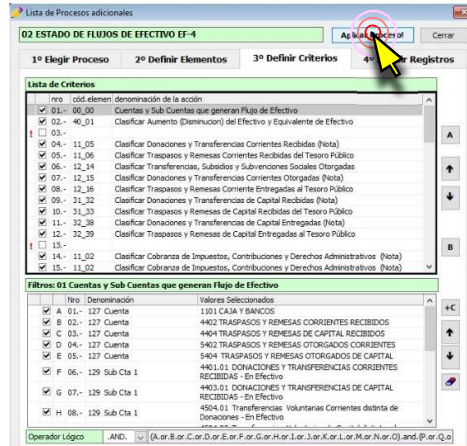 Lista de Procesos adicionales
02 ESTADO DE FLUJOS DE EFECTIVO EF-4
Cerrar
1º Elegir Proceso 2º Definir Elementos 3º Definir Criterios Registros
Lista de Criterios
nro cód.elemen denominación de la acción
01.- 00_00 Cuentas y Sub Cuentas que generan Flujo de Efectivo
02.- 40_01 Clasificar Aumento (Disminucion) del Efectivo y Equivalente de Efectivo
! 03.-
04.- 11_05 Clasificar Donaciones y Transferencias Corrientes Recibidas (Nota)
05.- 11_06 Clasificar Traspasos y Remesas Corrientes Recibidas del Tesoro Público
06.- 12_14 Clasificar Transferencias, Subsidios y Subvenciones Sociales Otorgadas
07.- 12_15 Clasificar Donaciones y Transferencias Corrientes Otorgadas (Nota)
08.- 12_16 Clasificar Traspasos y Remesas Corriente Entregadas al Tesoro Público
09.- 31_32 Clasificar Donaciones y Transferencias de Capital Recibidas (Nota)
10.- 31_33 Clasificar Traspasos y Remesas de Capital Recibidas del Tesoro Público
11.- 32_38 Clasificar Donaciones y Transferencias de Capital Entregadas (Nota)
12.- 32_39 Clasificar Traspasos y Remesas de Capital Entregadas al Tesoro Público
! 13.-
14.- 11_02 Clasificar Cobranza de Impuestos, Contribuciones y Derechos Administrativos (Nota)
15.- 11_02 Clasificar Cobranza de Impuestos, Contribuciones y Derechos Administrativos (Nota)
A
B
Filtros: 01 Cuentas y Sub Cuentas que generan Flujo de Efectivo
Nro Denominación Valores Seleccionados
A 01.- 127 Cuenta 1101 CAJA Y BANCOS
B 02.- 127 Cuenta 4402 TRASPASOS Y REMESAS CORRIENTES RECIBIDOS
C 03.- 127 Cuenta 4404 TRASPASOS Y REMESAS DE CAPITAL RECIBIDOS
D 04.- 127 Cuenta 5402 TRASPASOS Y REMESAS OTORGADOS CORRIENTES
E 05.- 127 Cuenta 5404 TRASPASOS Y REMESAS OTORGADOS DE CAPITAL
F 06.- 129 Sub Cta 1 4401.01 DONACIONES Y TRANSFERENCIAS CORRIENTES
RECIBIDAS - En Efectivo
G 07.- 129 Sub Cta 1 4403.01 DONACIONES Y TRANSFERENCIAS DE CAPITAL
RECIBIDAS - En Efectivo
H 08.- 129 Sub Cta 1 4504.01 Transferencias Voluntarias Corrientes distinta de
Donaciones - En Efectivo
+C
Operador Lógico .AND. (A.or.B.or.C.or.D.or.E.or.F.or.G.or.H.or.I.or.J.or.K.or.L.or.M.or.N.or.O).and.(P.or.Q.o